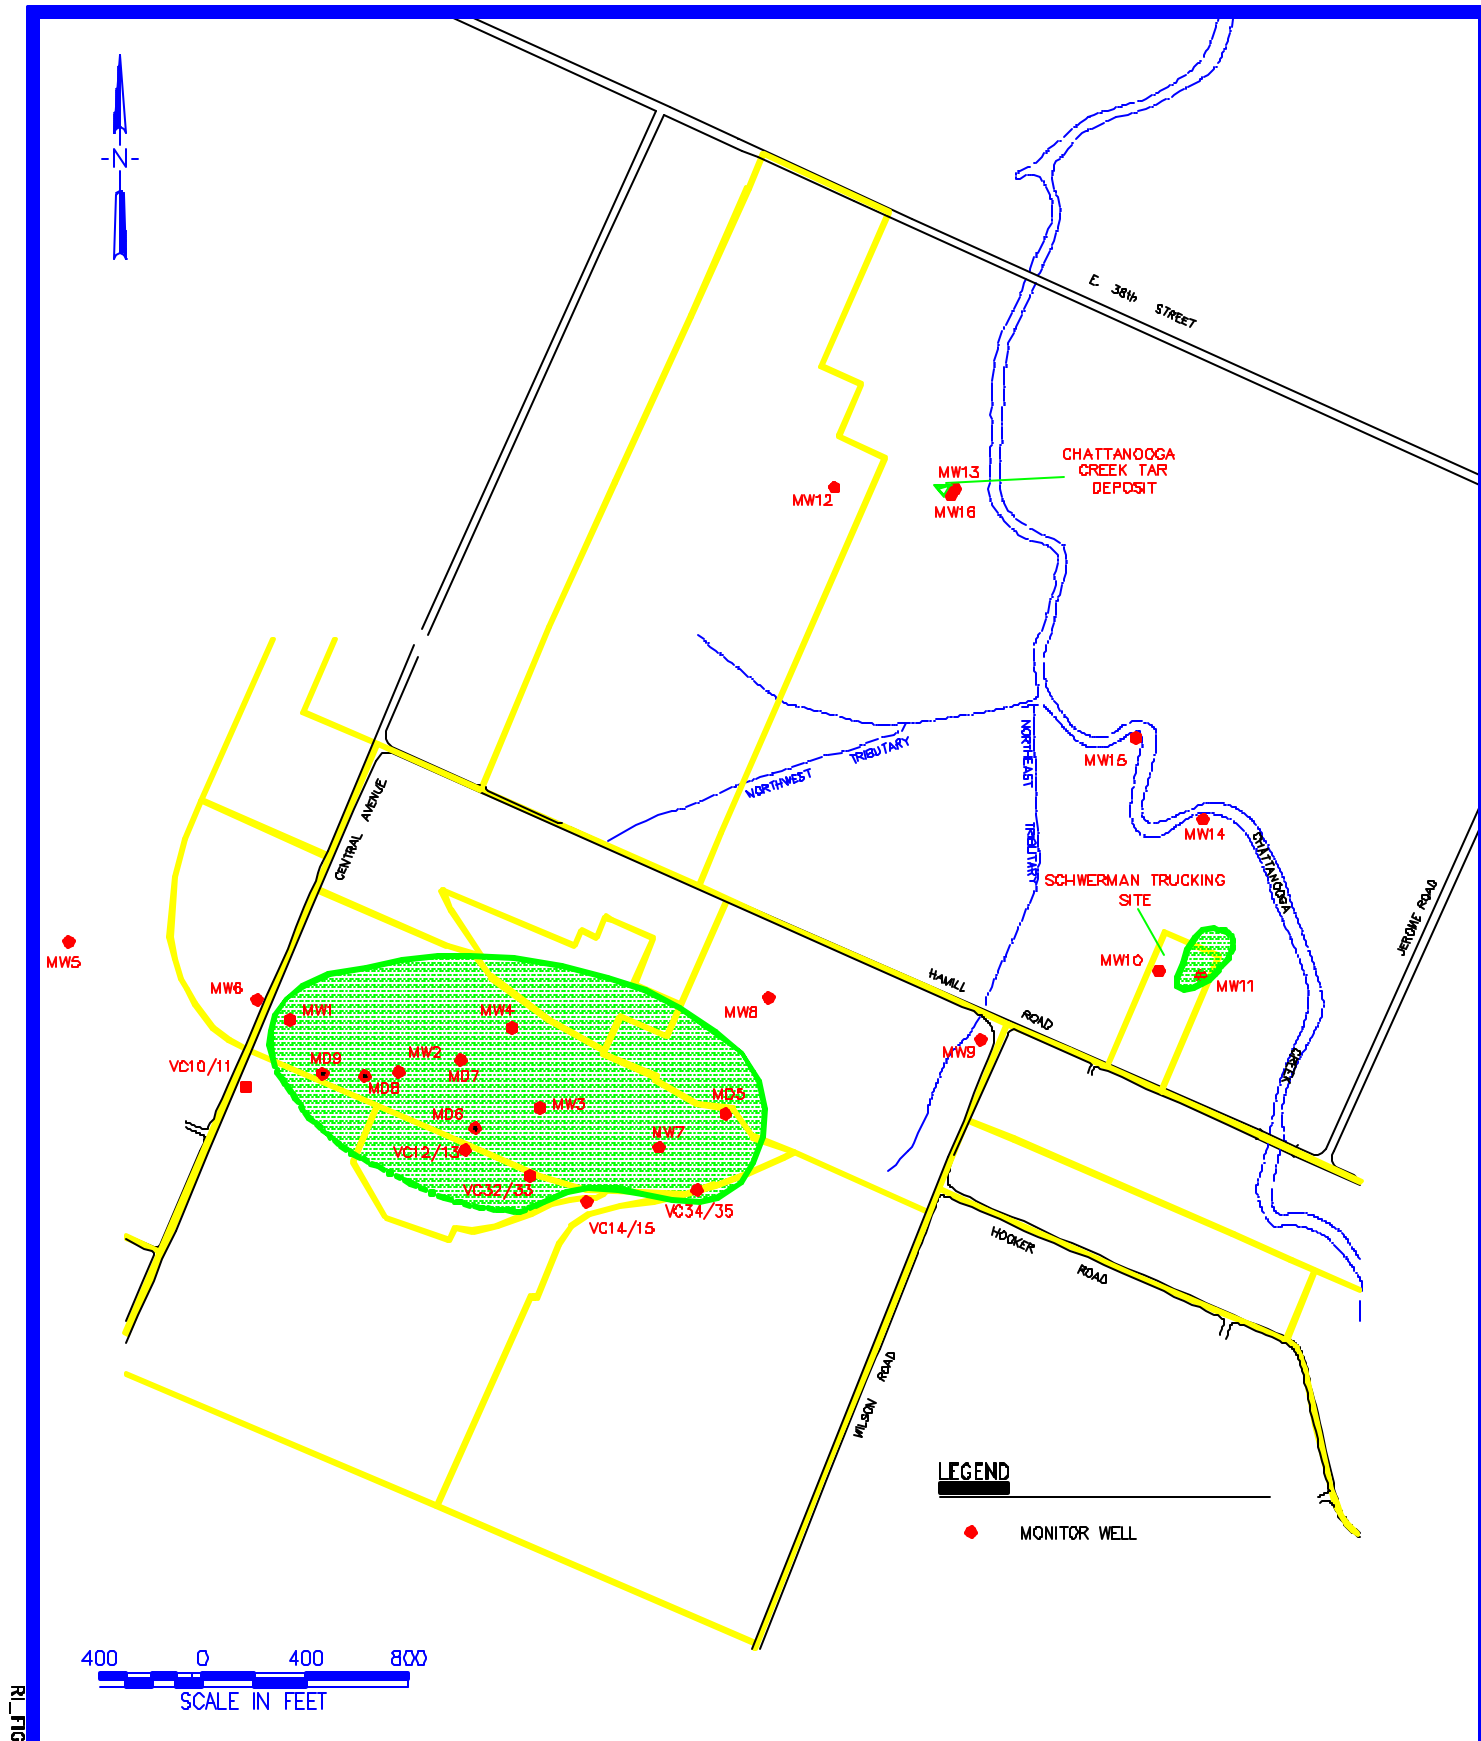 -N-
E. 38th STREET
CHATTANOOGA
CREEK TAR
DEPOSIT
MW13
MW12
MW16
NORTHEAST
TRIBUTARY
NORTHWEST
TRIBUTARY
MW15
CENTRAL AVENUE
MW14
CHATTANOOGA
CREEK
SCHWERMAN TRUCKING
SITE
JEROME ROAD
MW5
MW10
MW11
HAMILL
ROAD
MW6
MW1
MW4
MW8
MW9
VC10/11
MD9
MW2
MD8
MD7
MW3
MD5
MD6
MW7
VC12/13
VC32/33
VC34/35
VC14/15
HOOKER
ROAD
WILSON ROAD
LEGEND
MONITOR WELL
400 0 400 800
SCALE IN FEET
RI_FIG